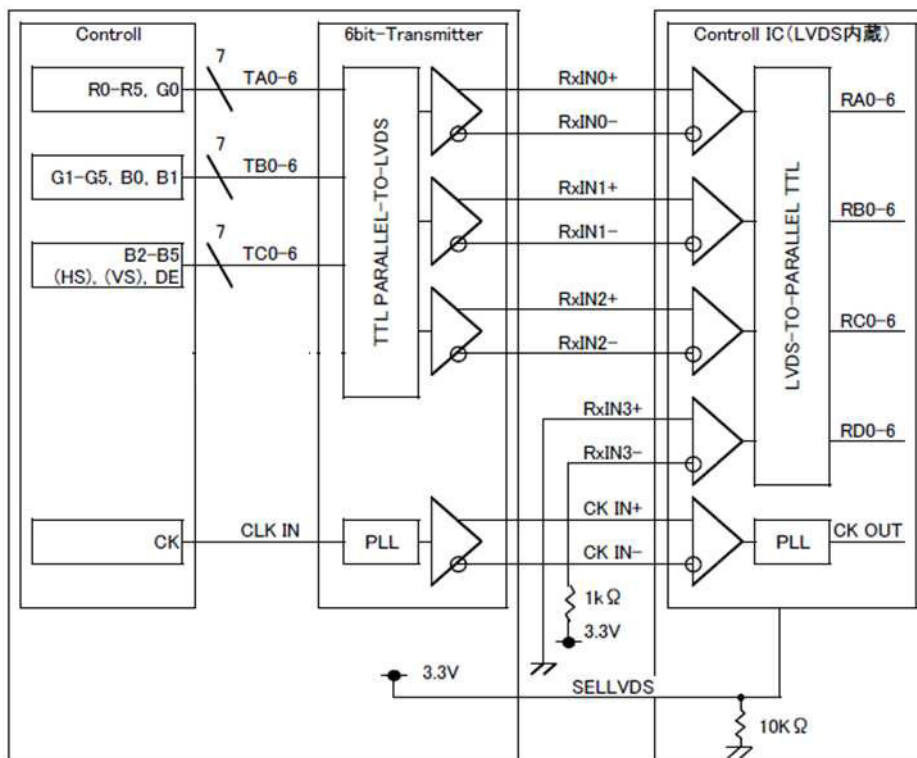 Controll
6bit-Transmitter
Controll IC(LVDS内蔵)
R0-R5, G0
7
TA0-6
RxIN0+
RxIN0-
RA0-6
G1-G5, B0, B1
7
TB0-6
RxIN1+
RxIN1-
RB0-6
B2-B5
(HS), (VS), DE
7
TC0-6
RxIN2+
RxIN2-
RC0-6
TTL PARALLEL-TO-LVDS
LVDS-TO-PARALLEL TTL
RxIN3+
RxIN3-
RD0-6
CK
CLK IN
PLL
CK IN+
CK IN-
PLL
CK OUT
1kΩ
3.3V
3.3V
SELLVDS
10KΩ